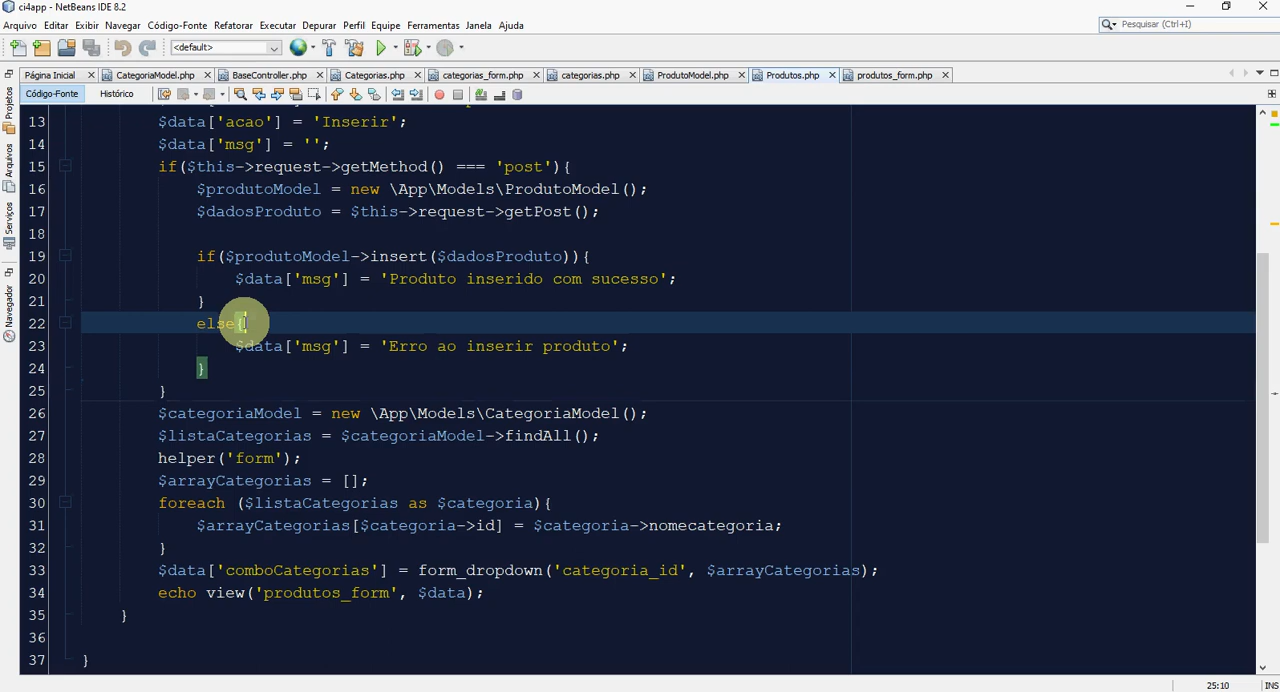 ci4app - NetBeans IDE 8.2
Arquivo Editar Exibir Navegar Código-Fonte Refatorar Executar Depurar Perfil Equipe Ferramentas Janela Ajuda
Pesquisar (Ctrl+I)
<default>
Página Inicial CategoriaModel.php BaseController.php Categorias.php categorias_form.php categorias.php ProdutoModel.php Produtos.php produtos_form.php
Código-Fonte Histórico
Projetos
Arquivos
Serviços
Navegador
13 $data['acao'] = 'Inserir';
14 $data['msg'] = '';
15 if($this->request->getMethod() === 'post'){
16 $produtoModel = new \App\Models\ProdutoModel();
17 $dadosProduto = $this->request->getPost();
18
19 if($produtoModel->insert($dadosProduto)){
20 $data['msg'] = 'Produto inserido com sucesso';
21 }
22 else{
23 $data['msg'] = 'Erro ao inserir produto';
24 }
25 }
26 $categoriaModel = new \App\Models\CategoriaModel();
27 $listaCategorias = $categoriaModel->findAll();
28 helper('form');
29 $arrayCategorias = [];
30 foreach ($listaCategorias as $categoria){
31 $arrayCategorias[$categoria->id] = $categoria->nomecategoria;
32 }
33 $data['comboCategorias'] = form_dropdown('categoria_id', $arrayCategorias);
34 echo view('produtos_form', $data);
35 }
36
37 }
25:10 INS